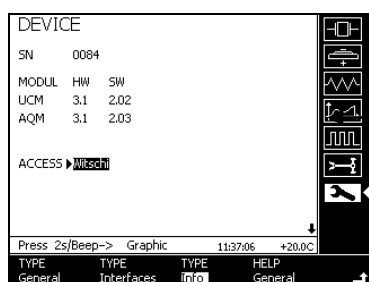 DEVICE
SN 0084
MODUL HW SW
UCM 3.1 2.02
AQM 3.1 2.03
ACCESS Witschi
Press 2s/Beep-> Graphic 11:37:06 +20.0C
TYPE TYPE TYPE HELP
General Interfaces Info General